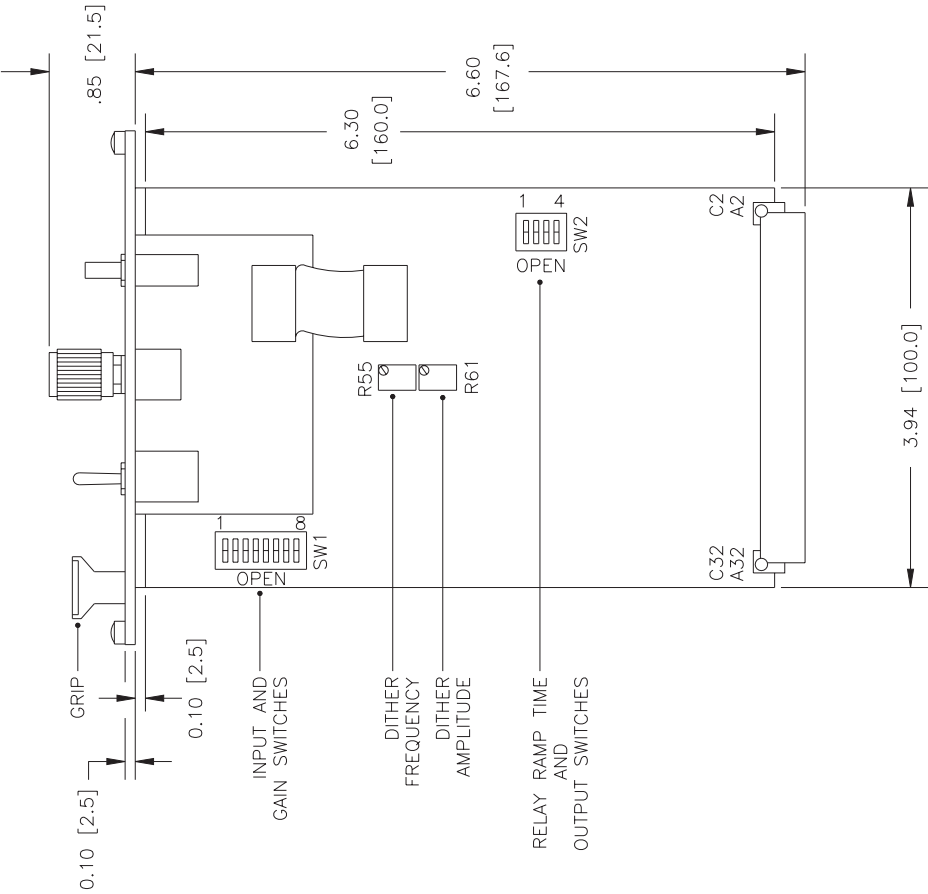 .85 [21.5]
6.60
[167.6]
6.30
[160.0]
1 4
SW2
OPEN
C2
A2
R55
R61
3.94 [100.0]
1 8
SW1
OPEN
C32
A32
GRIP
0.10 [2.5]
0.10 [2.5]
INPUT AND
GAIN SWITCHES
DITHER
FREQUENCY
DITHER
AMPLITUDE
RELAY RAMP TIME
AND
OUTPUT SWITCHES